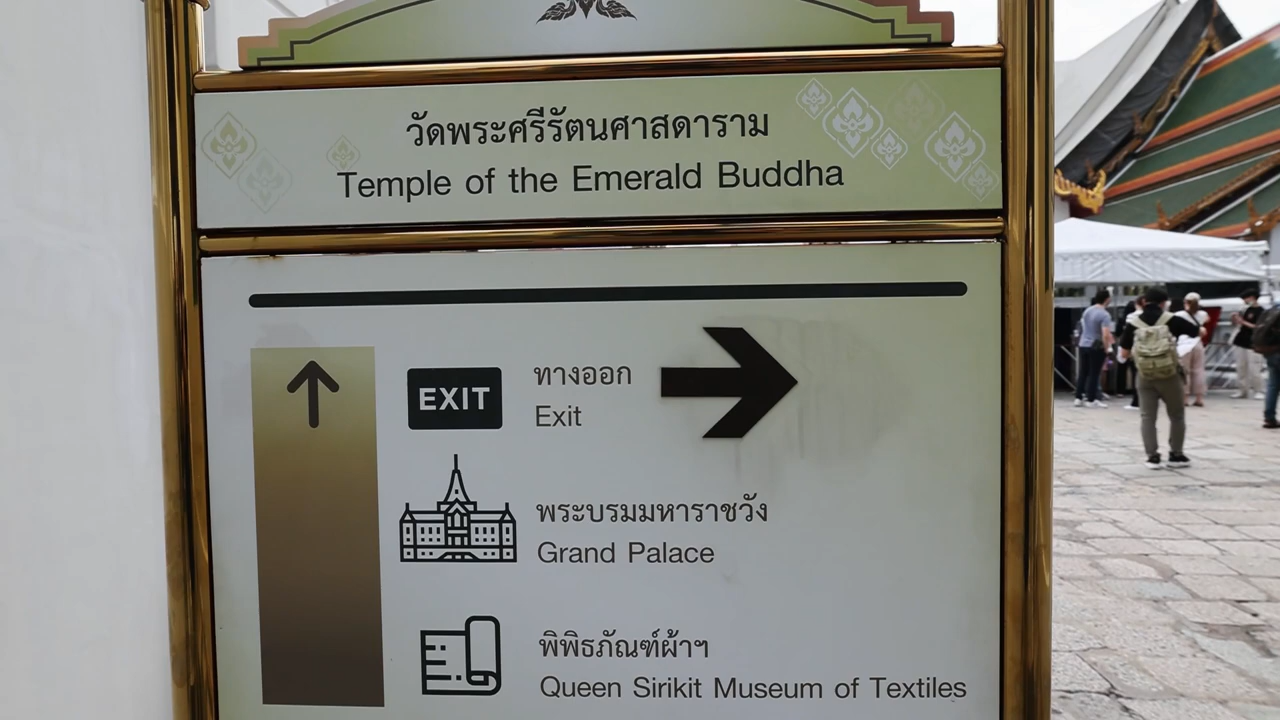 วัดพระศรีรัตนศาสดาราม
Temple of the Emerald Buddha
EXIT
ทางออก
Exit
พระบรมมหาราชวัง
Grand Palace
พิพิธภัณฑ์ผ้าฯ
Queen Sirikit Museum of Textiles